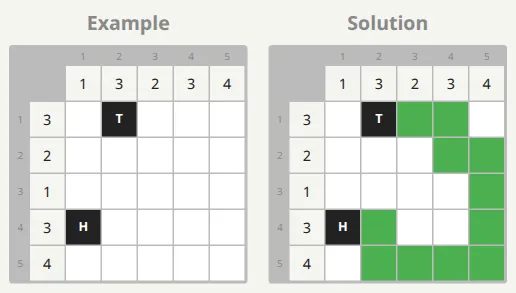 Example Solution
1 2 3 4 5 1 2 3 4 5
1 3 2 3 4 1 3 2 3 4
1 3 T 1 3 T
2 2 2 2
3 1 3 1
4 3 H 4 3 H
5 4 5 4